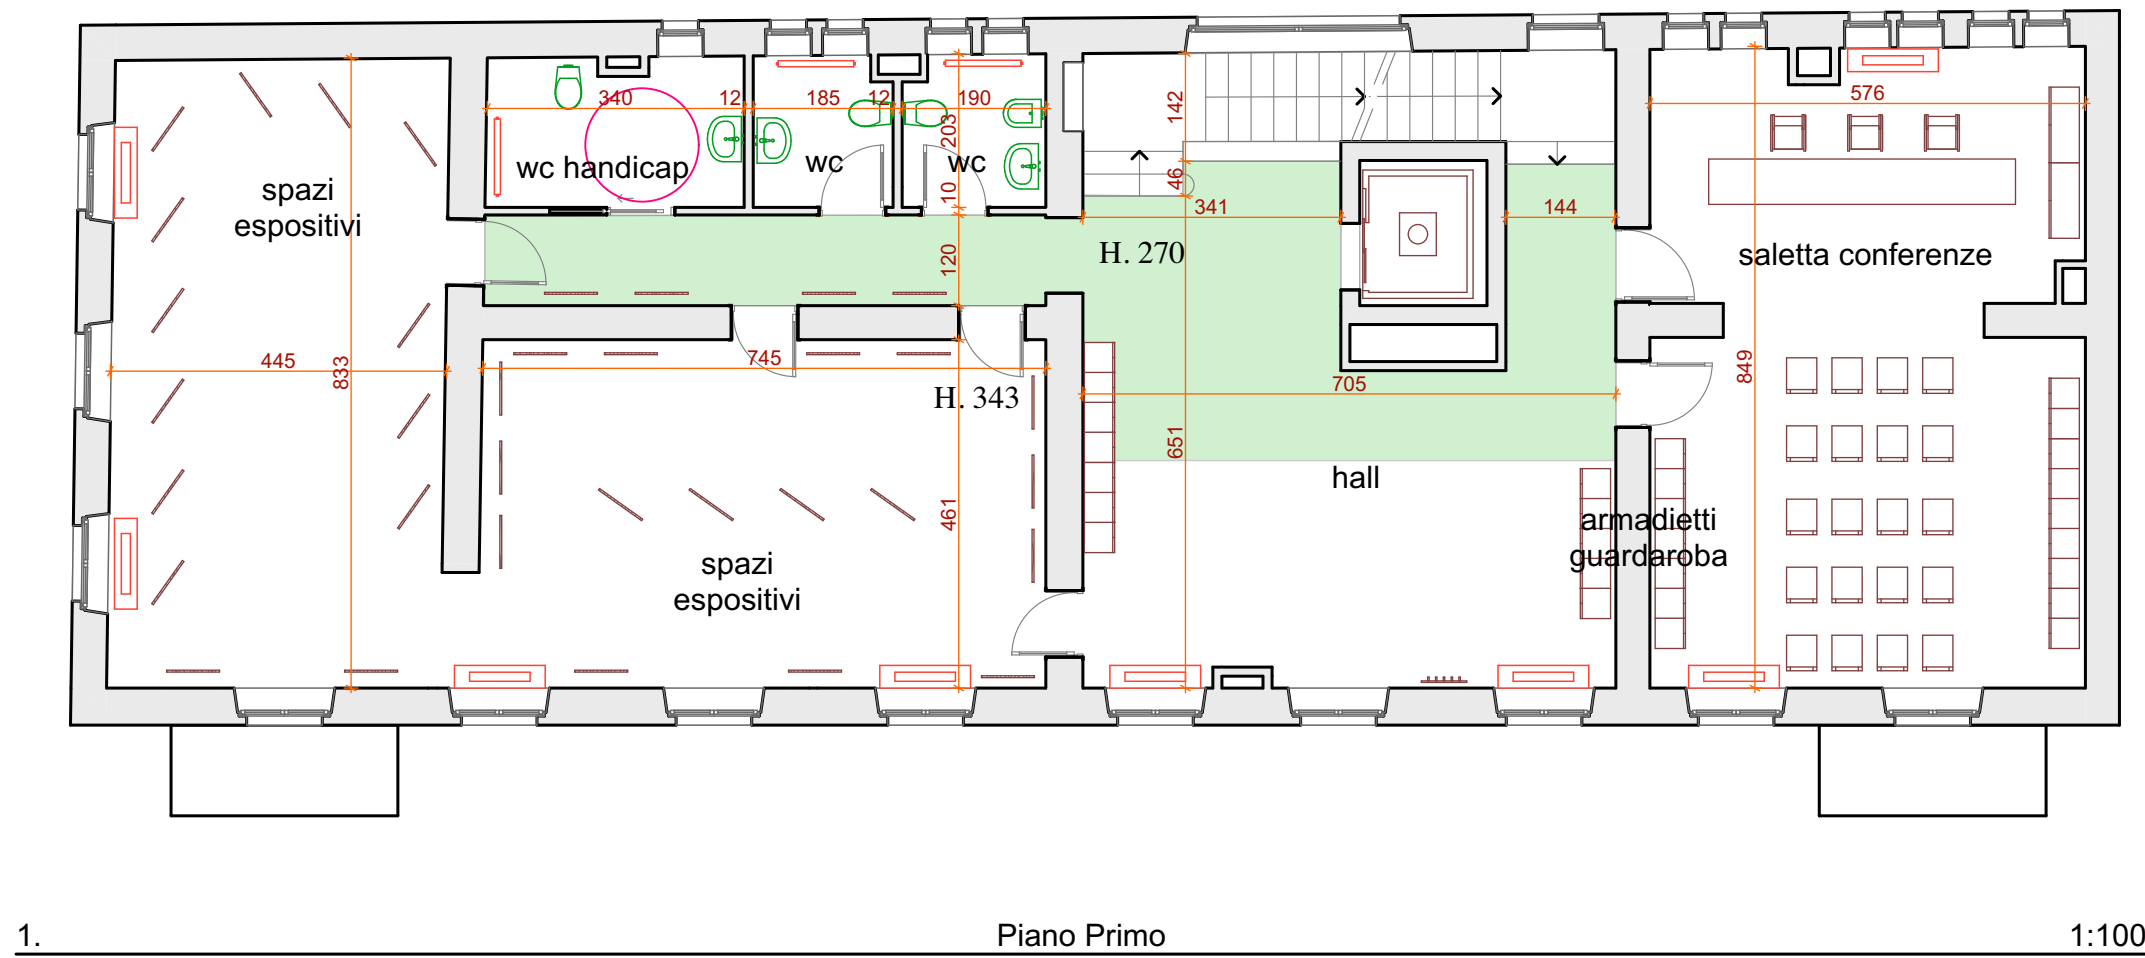 340
12
185
12
190
142
576
203
wc handicap
wc
wc
spazi
espositivi
10
46
341
144
H. 270
120
saletta conferenze
445
833
745
H. 343
705
849
651
hall
461
armadietti
guardaroba
spazi
espositivi
1.
Piano Primo
1:100